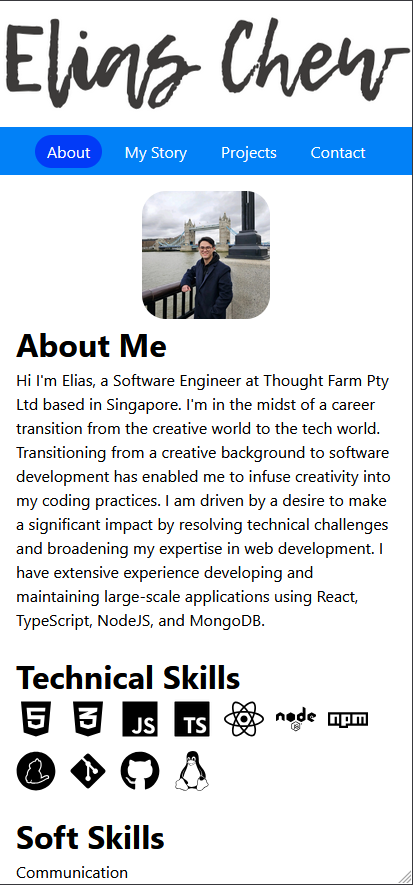 Elias Chew
About My Story Projects Contact
About Me
Hi I'm Elias, a Software Engineer at Thought Farm Pty
Ltd based in Singapore. I'm in the midst of a career
transition from the creative world to the tech world.
Transitioning from a creative background to software
development has enabled me to infuse creativity into
my coding practices. I am driven by a desire to make
a significant impact by resolving technical challenges
and broadening my expertise in web development. I
have extensive experience developing and
maintaining large-scale applications using React,
TypeScript, NodeJS, and MongoDB.
Technical Skills
5 3 JS TS node JS npm
Soft Skills
Communication